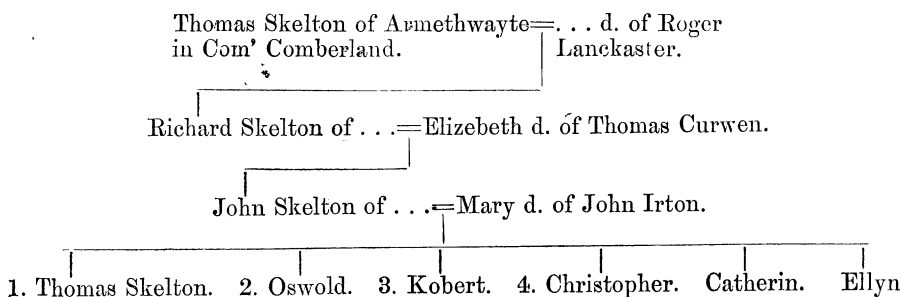 Thomas Skelton of Armethwayte=. . . d. of Roger
in Com' Comberland. Lanckaster.
Richard Skelton of . . .=Elizebeth d. of Thomas Curwen.
John Skelton of . . .=Mary d. of John Irton.
1. Thomas Skelton. 2. Oswold. 3. Kobert. 4. Christopher. Catherin. Ellyn